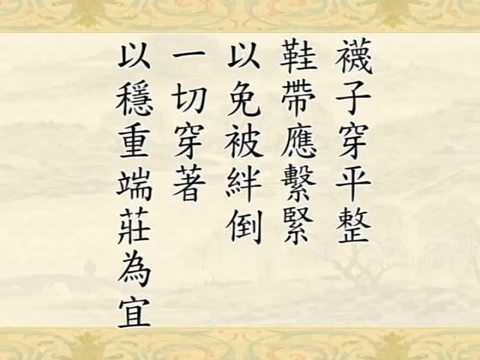 襪子穿平整
鞋帶應繫緊
以免被絆倒
一切穿著
以穩重端莊為宜